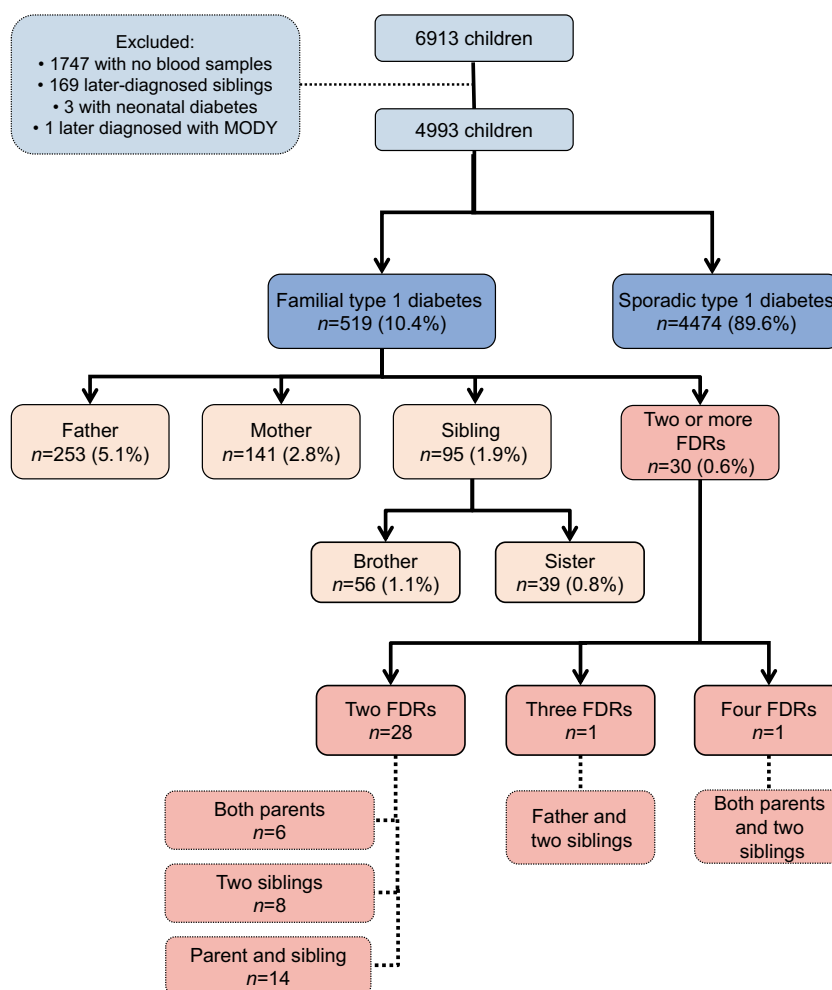 Excluded:
• 1747 with no blood samples
• 169 later-diagnosed siblings
• 3 with neonatal diabetes
• 1 later diagnosed with MODY
6913 children
4993 children
Familial type 1 diabetes
n=519 (10.4%)
Sporadic type 1 diabetes
n=4474 (89.6%)
Father
n=253 (5.1%)
Mother
n=141 (2.8%)
Sibling
n=95 (1.9%)
Two or more
FDRs
n=30 (0.6%)
Brother
n=56 (1.1%)
Sister
n=39 (0.8%)
Two FDRs
n=28
Three FDRs
n=1
Four FDRs
n=1
Both parents
n=6
Two siblings
n=8
Parent and sibling
n=14
Father and
two siblings
Both parents
and two
siblings